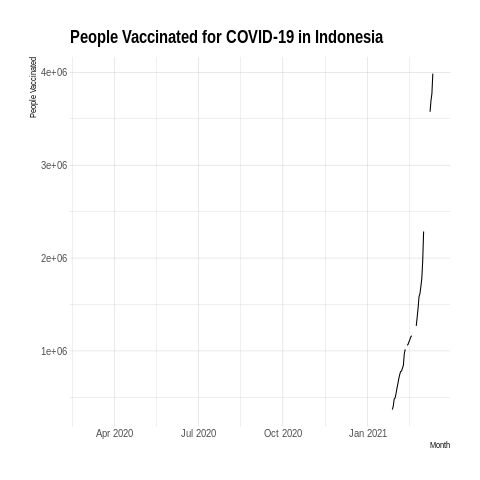 People Vaccinated for COVID-19 in Indonesia
People Vaccinated
4e+06
3e+06
2e+06
1e+06
Apr 2020 Jul 2020 Oct 2020 Jan 2021
Month